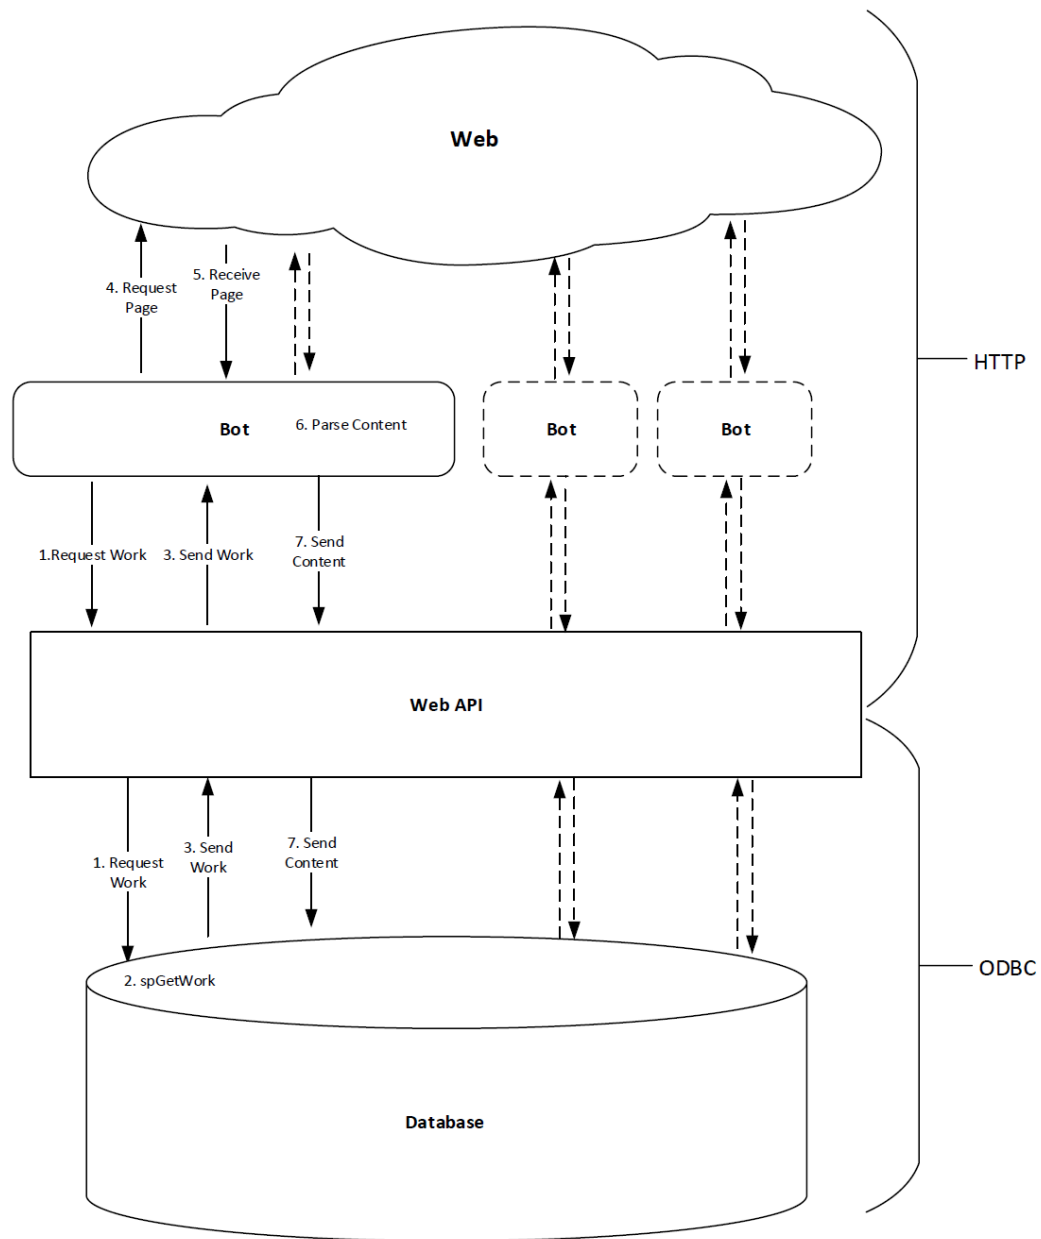 Web
4. Request
Page
5. Receive
Page
HTTP
Bot
6. Parse Content
Bot
Bot
1.Request Work
3. Send Work
7. Send
Content
Web API
1. Request
Work
3. Send
Work
7. Send
Content
ODBC
2. spGetWork
Database